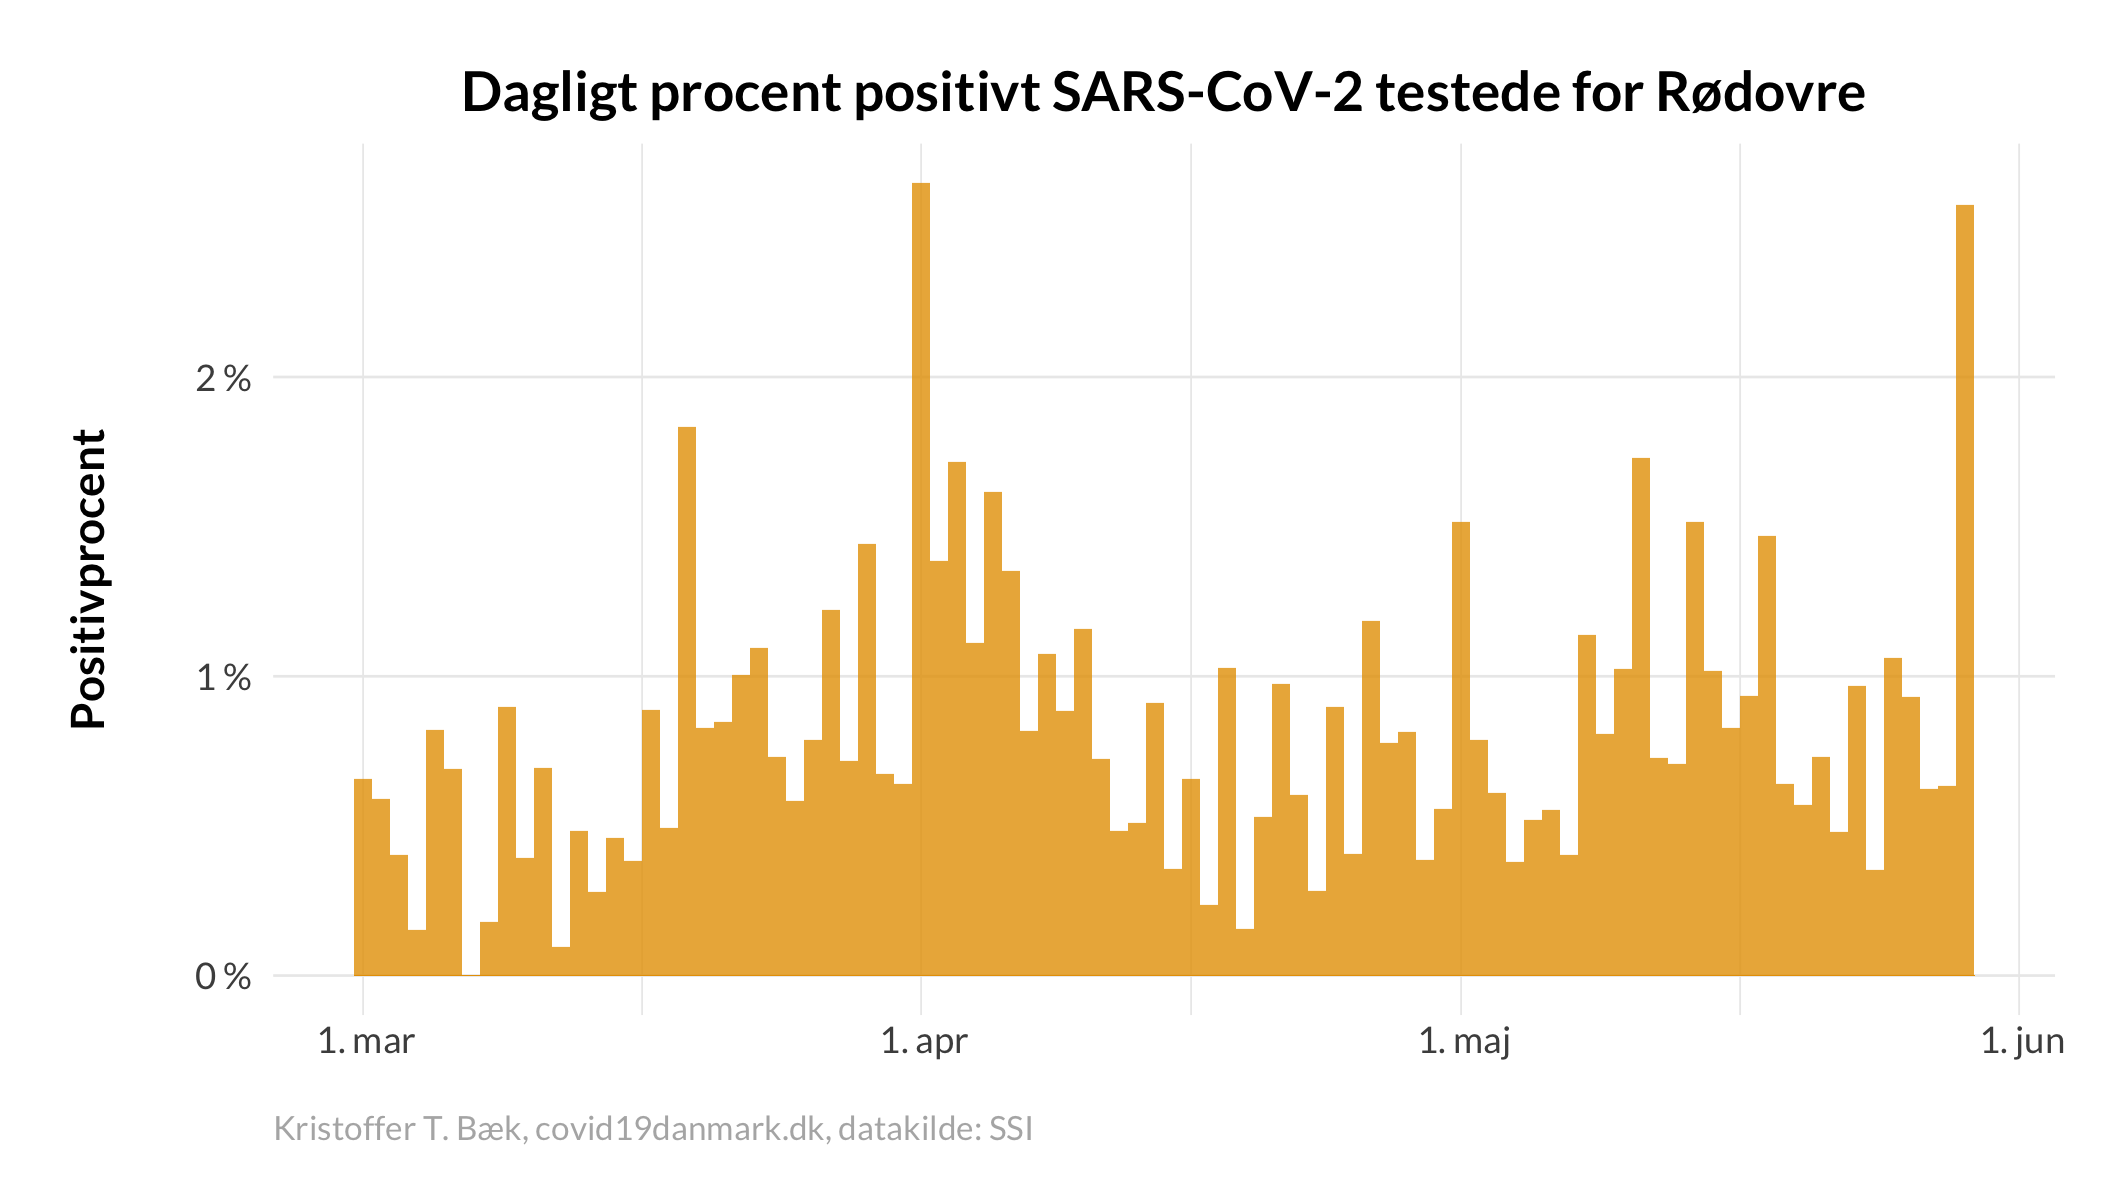 Dagligt procent positivt SARS-CoV-2 testede for Rødovre
Positivprocent
2 %
1 %
0 %
1. mar
1. apr
1. maj
1. jun
Kristoffer T. Bæk, covid19danmark.dk, datakilde: SSI